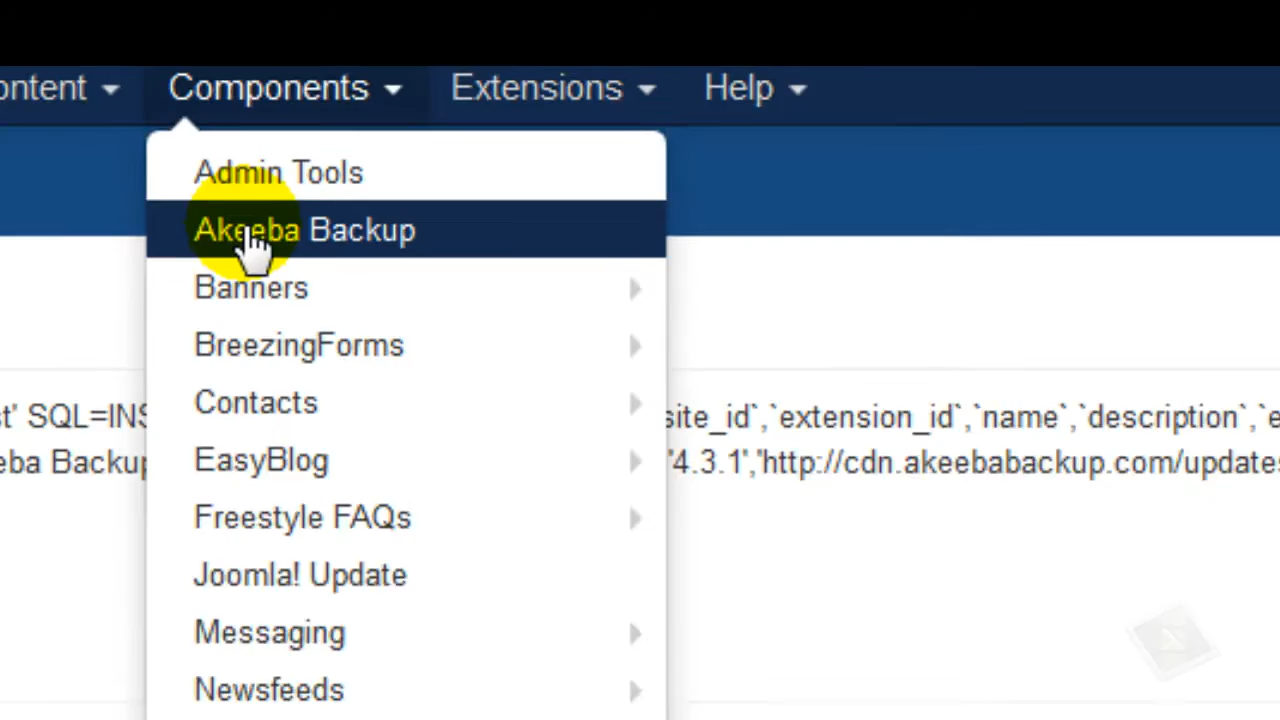 ontent Components Extensions Help
Admin Tools
Akeeba Backup
Banners
BreezingForms
Contacts
t' SQL=INS site_id`,`extension_id`,`name`,`description`,`e
eba Backup '4.3.1','http://cdn.akeebabackup.com/updates
EasyBlog
Freestyle FAQs
Joomla! Update
Messaging
Newsfeeds